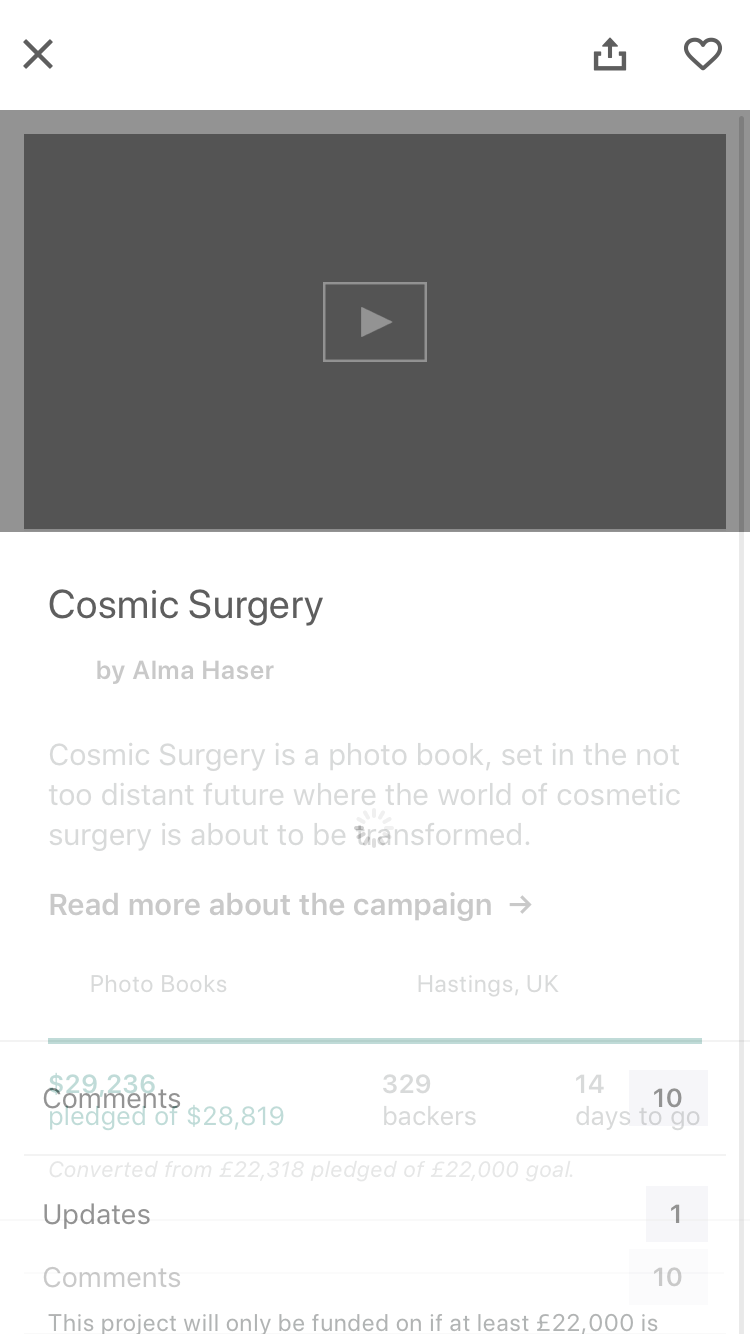 Cosmic Surgery
by Alma Haser
Cosmic Surgery is a photo book, set in the not
too distant future where the world of cosmetic
surgery is about to be transformed.
Read more about the campaign →
Photo Books Hastings, UK
$29,236 329 14
Comments 10
pledged of $28,819 backers days to go
Converted from £22,318 pledged of £22,000 goal.
Updates 1
Comments 10
This project will only be funded on if at least £22,000 is